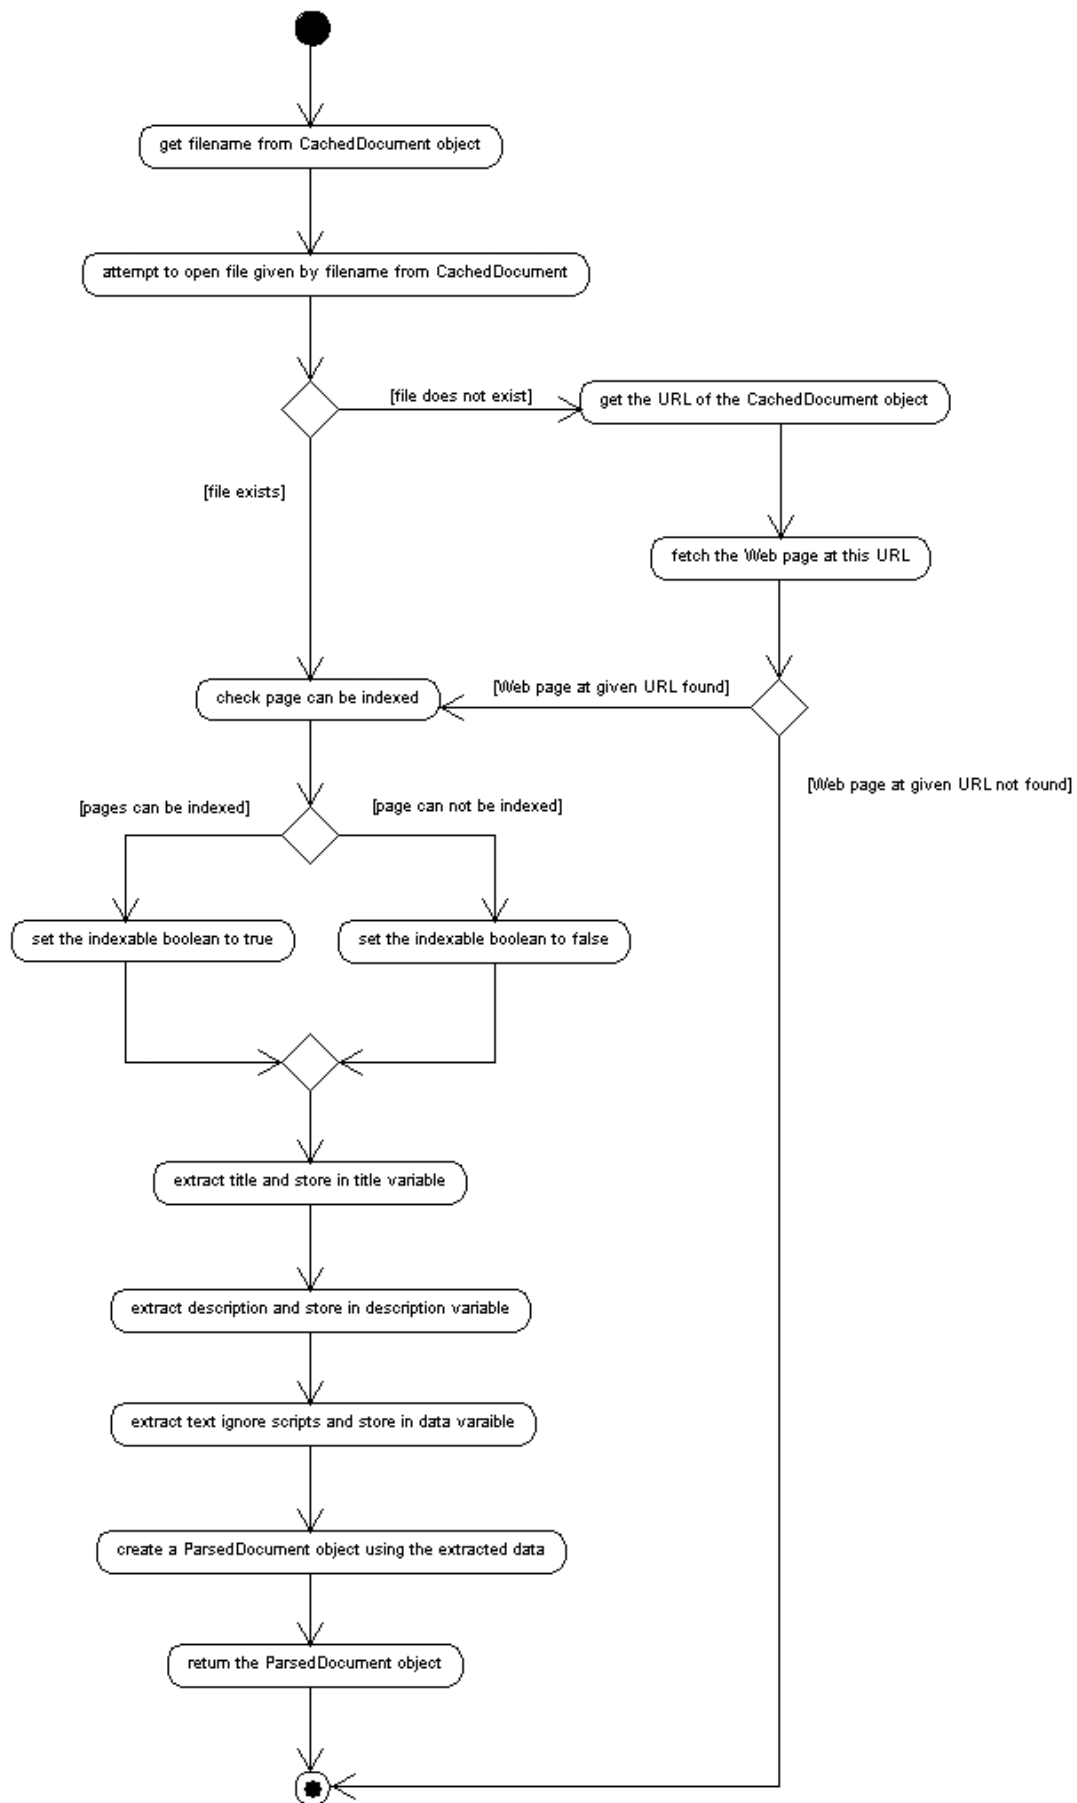 get filename from CachedDocument object
attempt to open file given by filename from CachedDocument
[file does not exist]
get the URL of the CachedDocument object
[file exists]
fetch the Web page at this URL
check page can be indexed
[Web page at given URL found]
[Web page at given URL not found]
[pages can be indexed]
[page can not be indexed]
set the indexable boolean to true
set the indexable boolean to false
extract title and store in title variable
extract description and store in description variable
extract text ignore scripts and store in data varaible
create a ParsedDocument object using the extracted data
return the ParsedDocument object